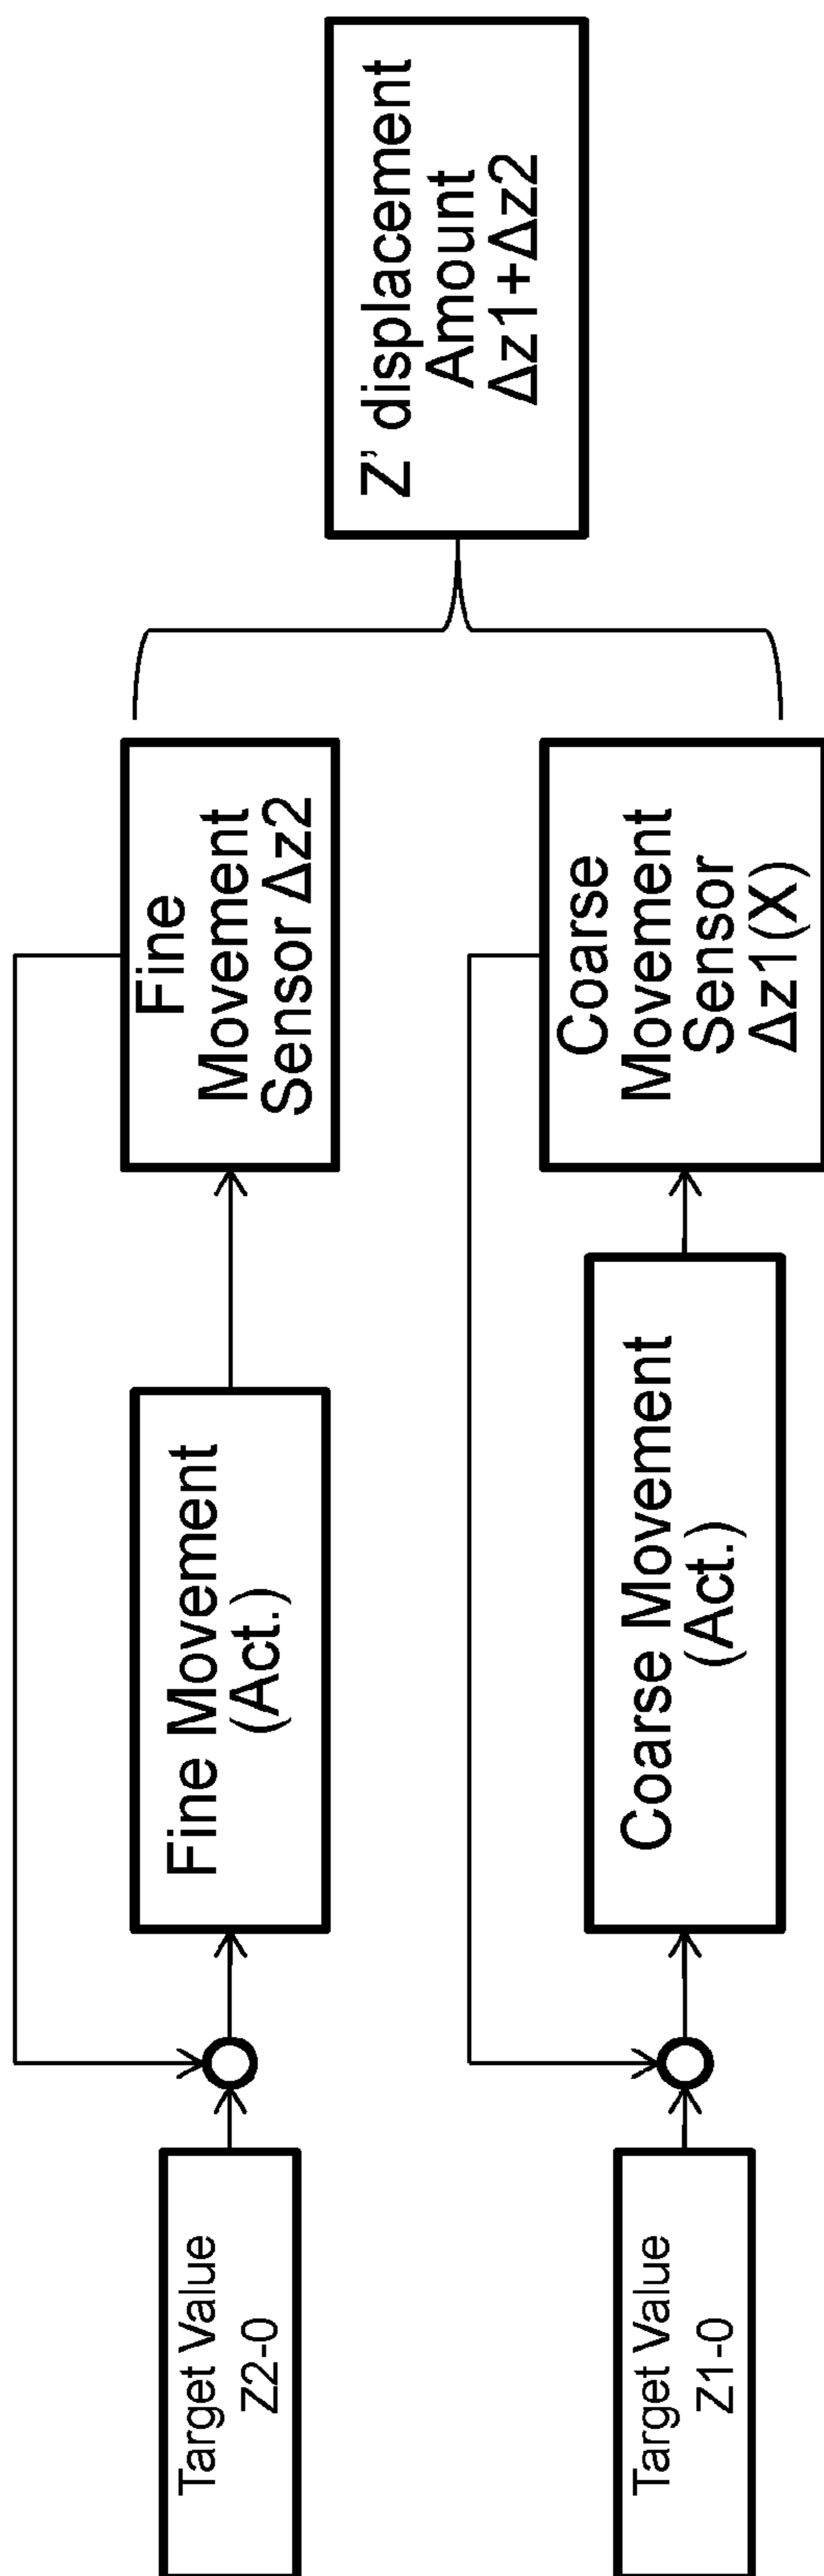 Target Value
Z2-0
Fine Movement
(Act.)
Fine
Movement
Sensor Δz2
Target Value
Z1-0
Coarse Movement
(Act.)
Coarse
Movement
Sensor
Δz1(X)
Z’ displacement
Amount
Δz1+Δz2